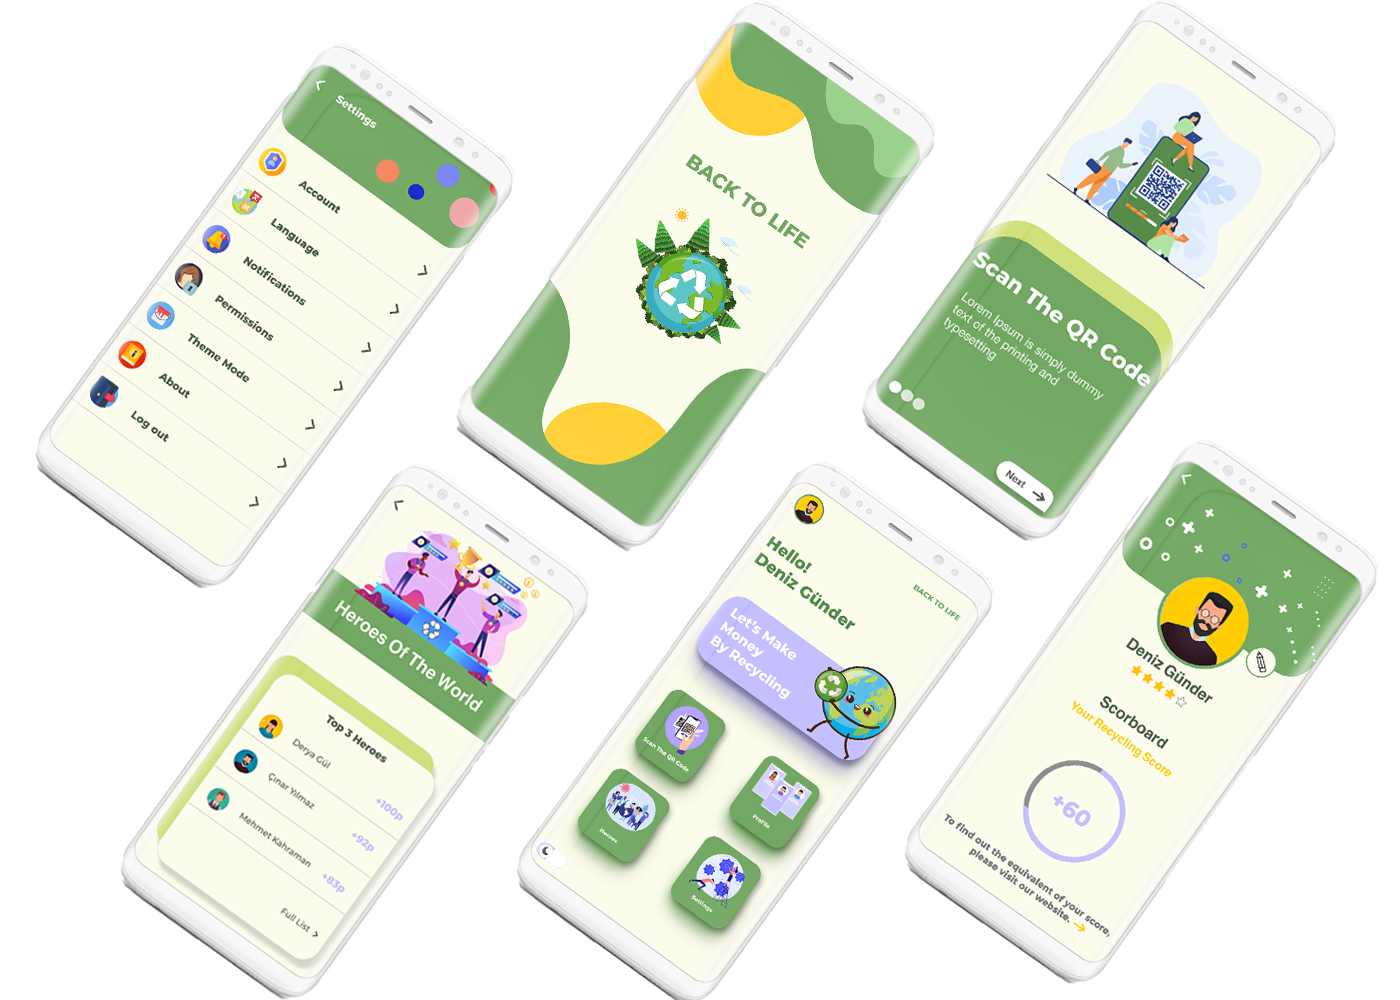 Settings
Account
Language
Notifications
Permissions
Theme Mode
About
Log out
BACK TO LIFE
Scan The QR Code
Lorem Ipsum is simply dummy
text of the printing and
typesetting
Next
Heroes Of The World
Top 3 Heroes
Derya Gül
+100p
Çınar Yılmaz
+92p
Mehmet Kahraman
+83p
Full List >
Hello!
Deniz Günder
BACK TO LIFE
Let's Make
Money
By Recycling
Scan The QR Code
Profile
Heroes
Settings
Deniz Günder
Scorboard
Your Recycling Score
+60
To find out the equivalent of your score,
please visit our website.